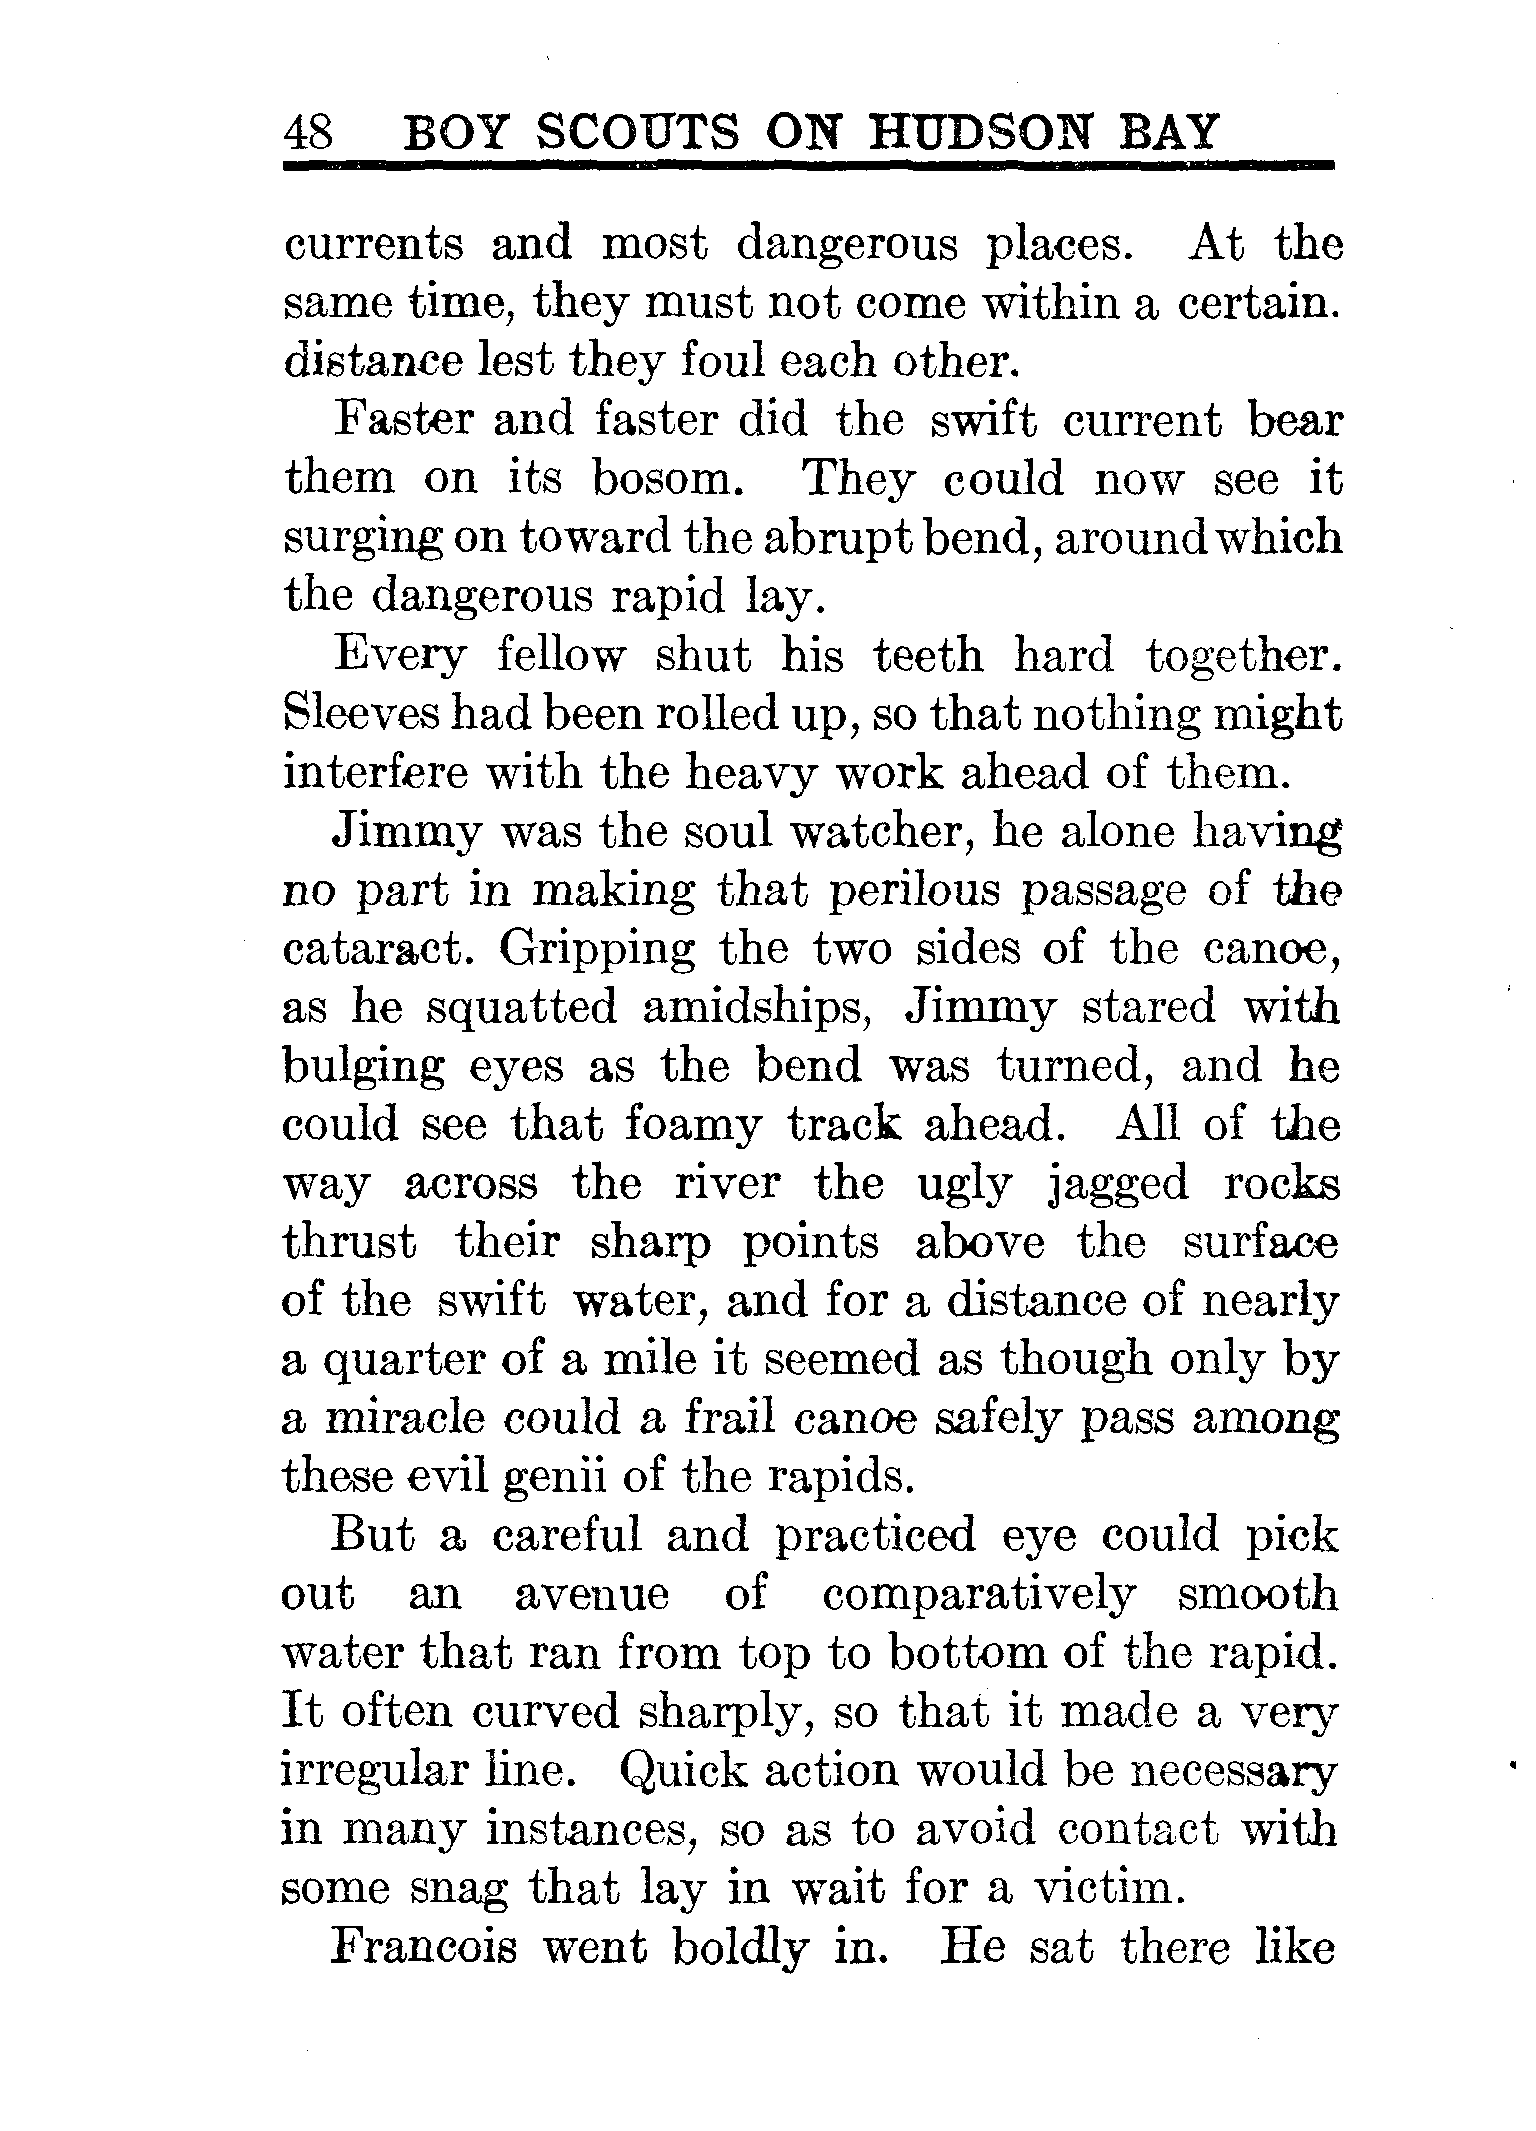 48 BOY SCOUTS ON HUDSON BAY
currents and most dangerous places. At the
same time, they must not come within a certain.
distance lest they foul each other.
Faster and faster did the swift current bear
them on its bosom. They could now see it
surging on toward the abrupt bend, around which
the dangerous rapid lay.
Every fellow shut his teeth hard together.
Sleeves had been rolled up, so that nothing might
interfere with the heavy work ahead of them.
Jimmy was the soul watcher, he alone having
no part in making that perilous passage of the
cataract. Gripping the two sides of the canoe,
as he squatted amidships, Jimmy stared with
bulging eyes as the bend was turned, and he
could see that foamy track ahead. All of the
way across the river the ugly jagged rocks
thrust their sharp points above the surface
of the swift water, and for a distance of nearly
a quarter of a mile it seemed as though only by
a miracle could a frail canoe safely pass among
these evil genii of the rapids.
But a careful and practiced eye could pick
out an avenue of comparatively smooth
water that ran from top to bottom of the rapid.
It often curved sharply, so that it made a very
irregular line. Quick action would be necessary
in many instances, so as to avoid contact with
some snag that lay in wait for a victim.
Francois went boldly in. He sat there like